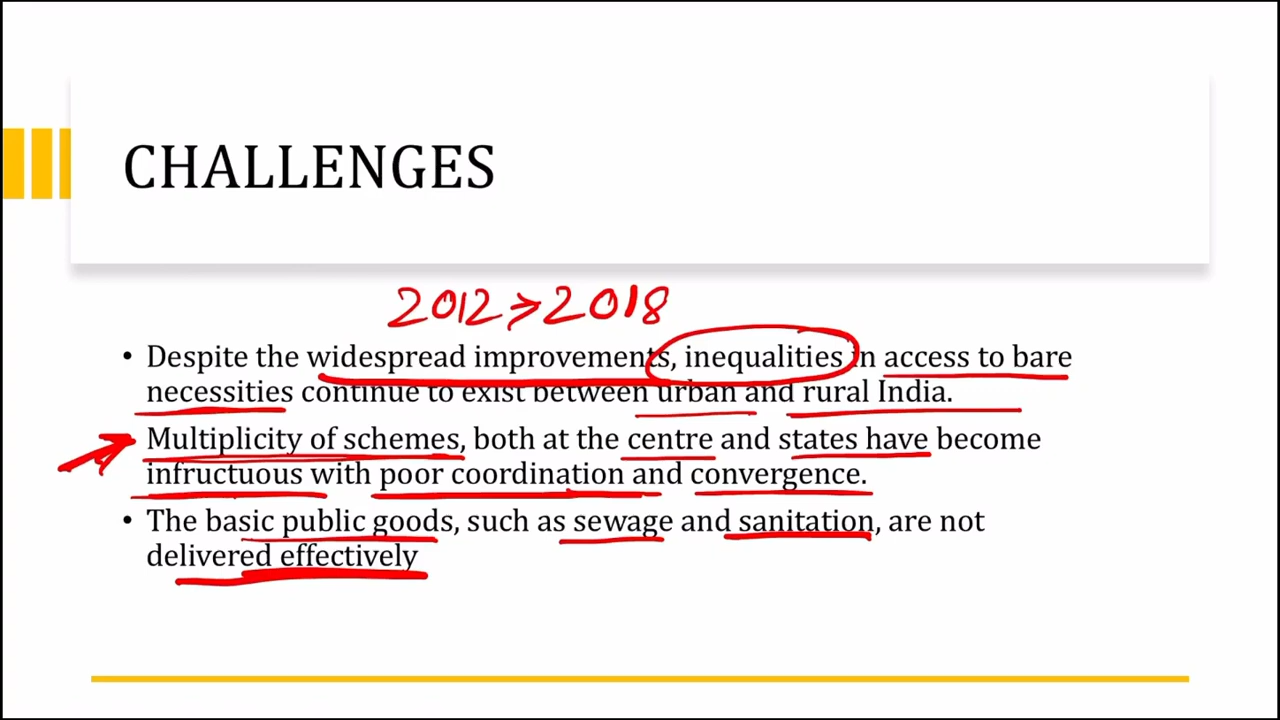 CHALLENGES
2012 > 2018
• Despite the widespread improvements, inequalities in access to bare
necessities continue to exist between urban and rural India.
Multiplicity of schemes, both at the centre and states have become
infructuous with poor coordination and convergence.
• The basic public goods, such as sewage and sanitation, are not
delivered effectively